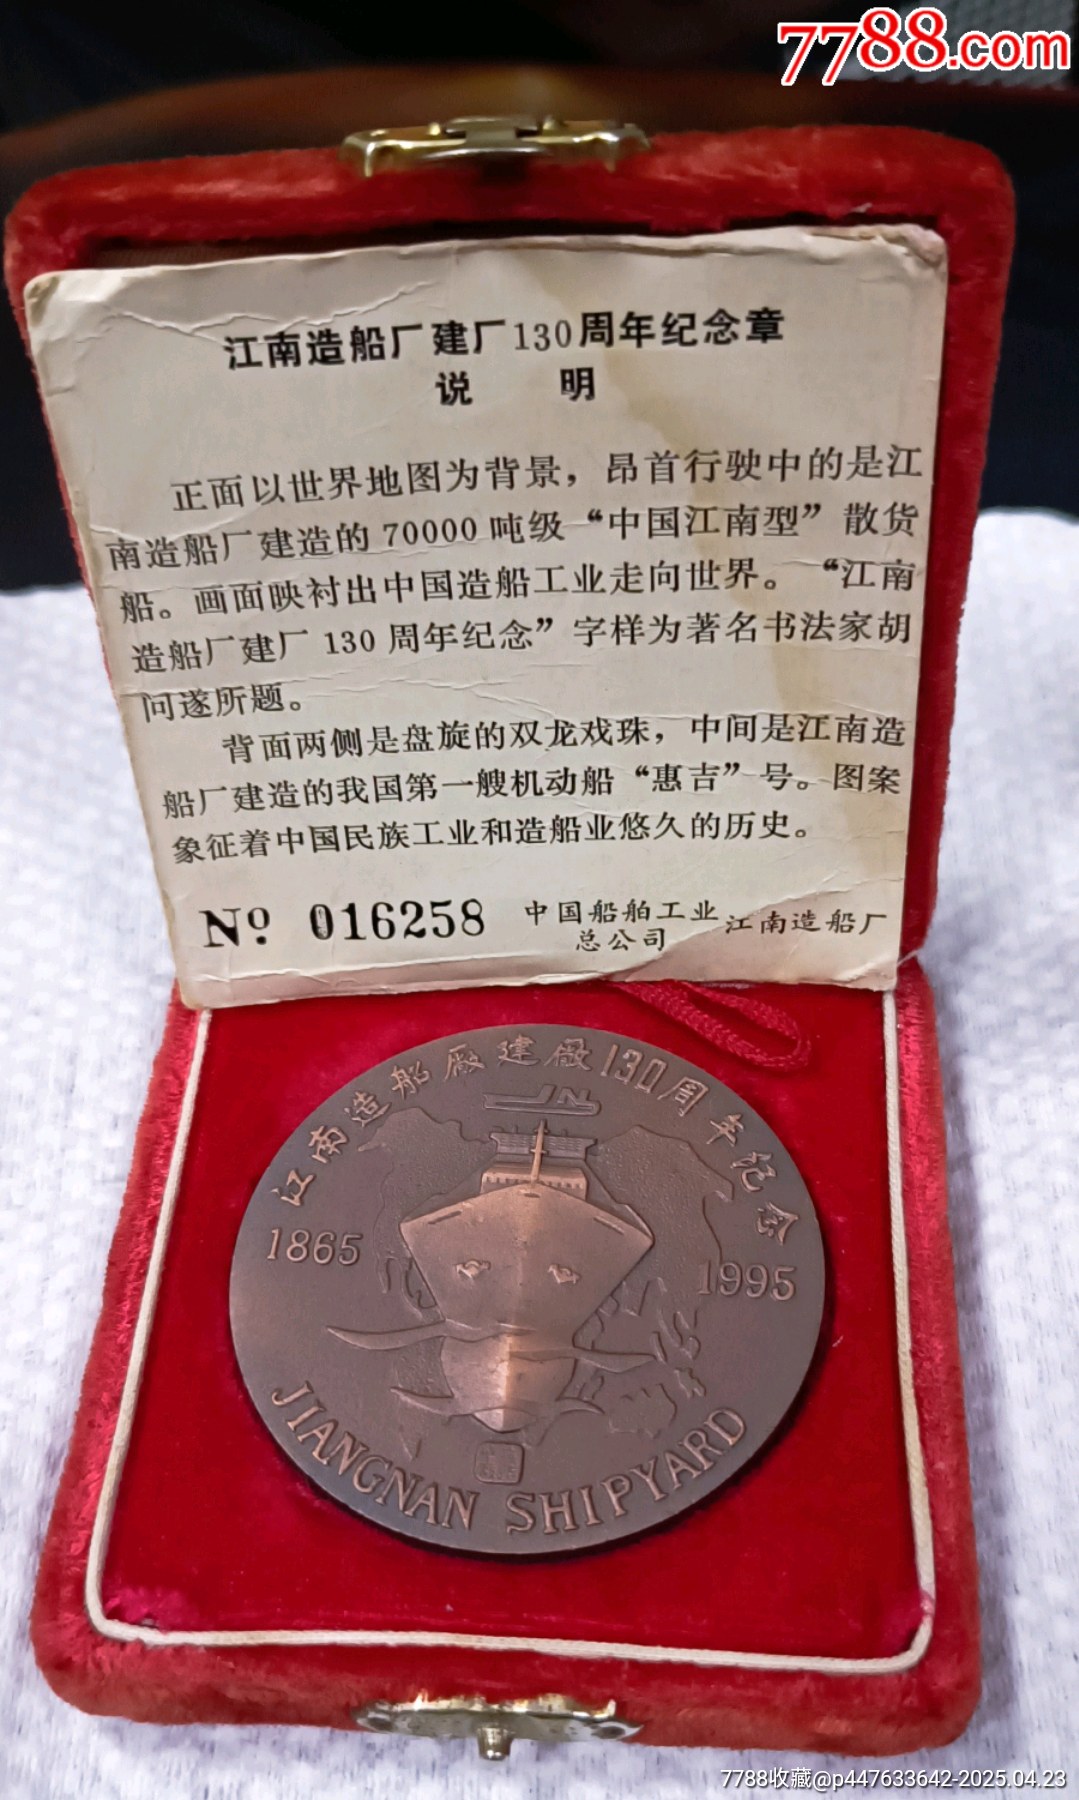 7788.com
江南造船厂建厂130周年纪念章
说 明
正面以世界地图为背景，昂首行驶中的是江
南造船厂建造的70000吨级“中国江南型”散货
船。画面映衬出中国造船工业走向世界。“江南
造船厂建厂130周年纪念”字样为著名书法家胡
问遂所题。
背面两侧是盘旋的双龙戏珠，中间是江南造
船厂建造的我国第一艘机动船“惠吉”号。图案
象征着中国民族工业和造船业悠久的历史。
Nº 016258
中国船舶工业
总公司
江南造船厂
江南造船廠建廠130周年纪念
JN
1865
1995
JIANGNAN SHIPYARD
7788收藏@p447633642-2025.04.23